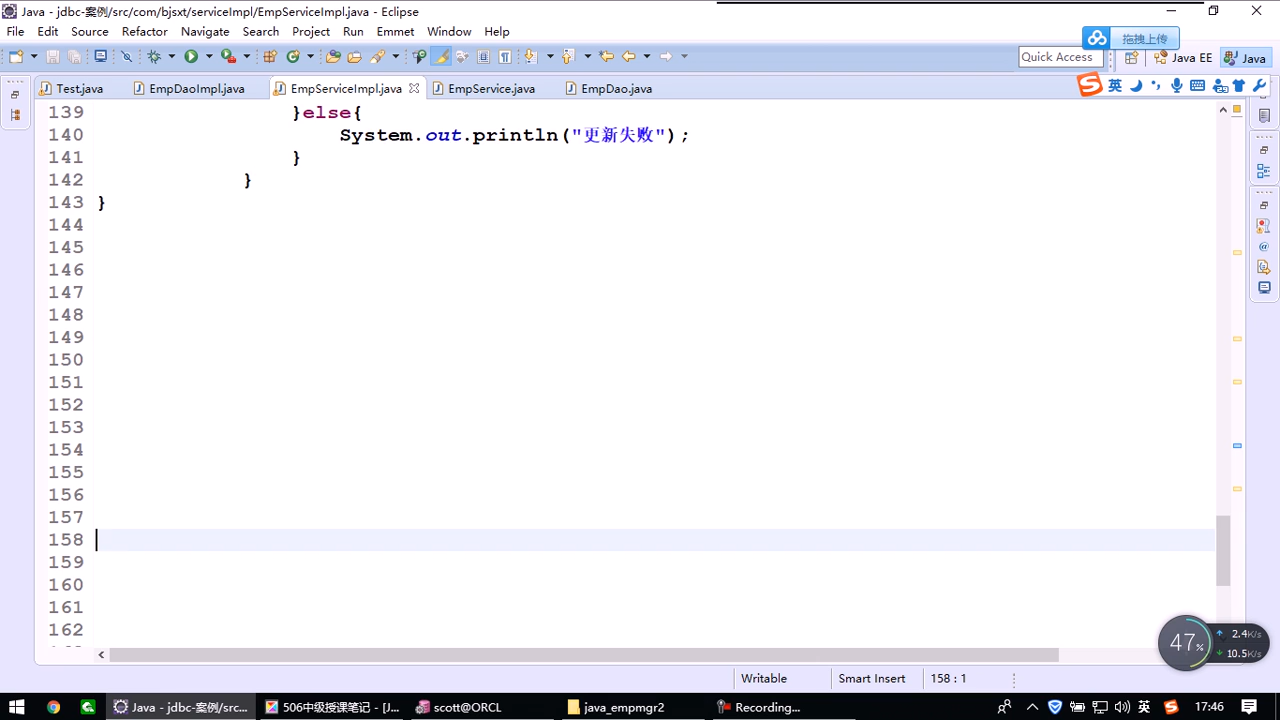 Java - jdbc-案例/src/com/bjsxt/serviceImpl/EmpServiceImpl.java - Eclipse
File Edit Source Refactor Navigate Search Project Run Emmet Window Help
拖拽上传
Quick Access
Java EE
Java
Test.java
EmpDaoImpl.java
EmpServiceImpl.java
EmpService.java
EmpDao.java
英
139 }else{
140 System.out.println("更新失败");
141 }
142 }
143 }
144
145
146
147
148
149
150
151
152
153
154
155
156
157
158
159
160
161
162
47%
2.4K/s
10.5K/s
Writable
Smart Insert
158 : 1
Java - jdbc-案例/src...
506中级授课笔记 - [J...
scott@ORCL
java_empmgr2
Recording...
英
17:46